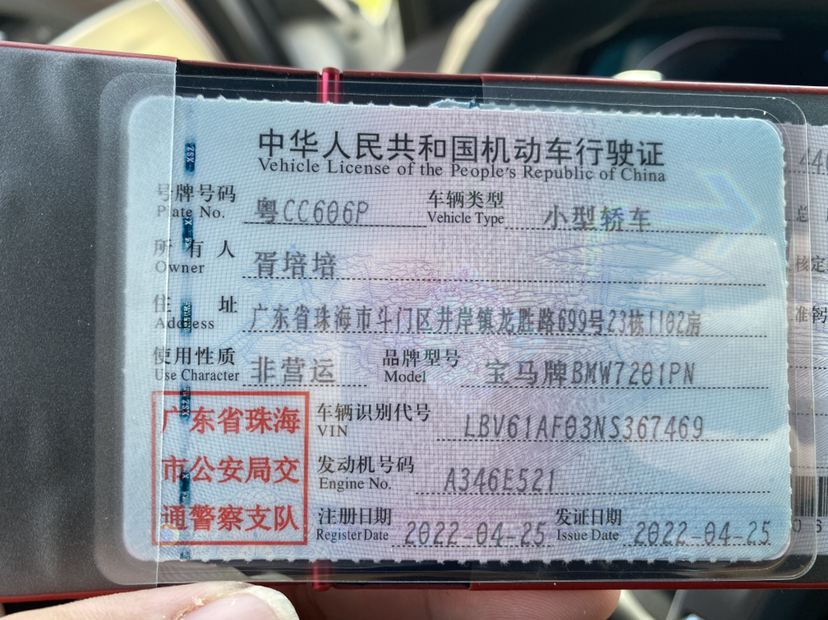 中华人民共和国机动车行驶证
Vehicle License of the People's Republic of China
号牌号码 粤CC606P 车辆类型 小型轿车
Plate No. Vehicle Type
所有人 胥培培
Owner
住址 广东省珠海市斗门区井岸镇龙胜路699号23栋1102房
Address
使用性质 非营运 品牌型号 宝马牌BMW7201PN
Use Character Model
广东省珠海
市公安局交
通警察支队
车辆识别代号 LBV61AF03NS367469
VIN
发动机号码 A346E521
Engine No.
注册日期 2022-04-25 发证日期 2022-04-25
Register Date Issue Date